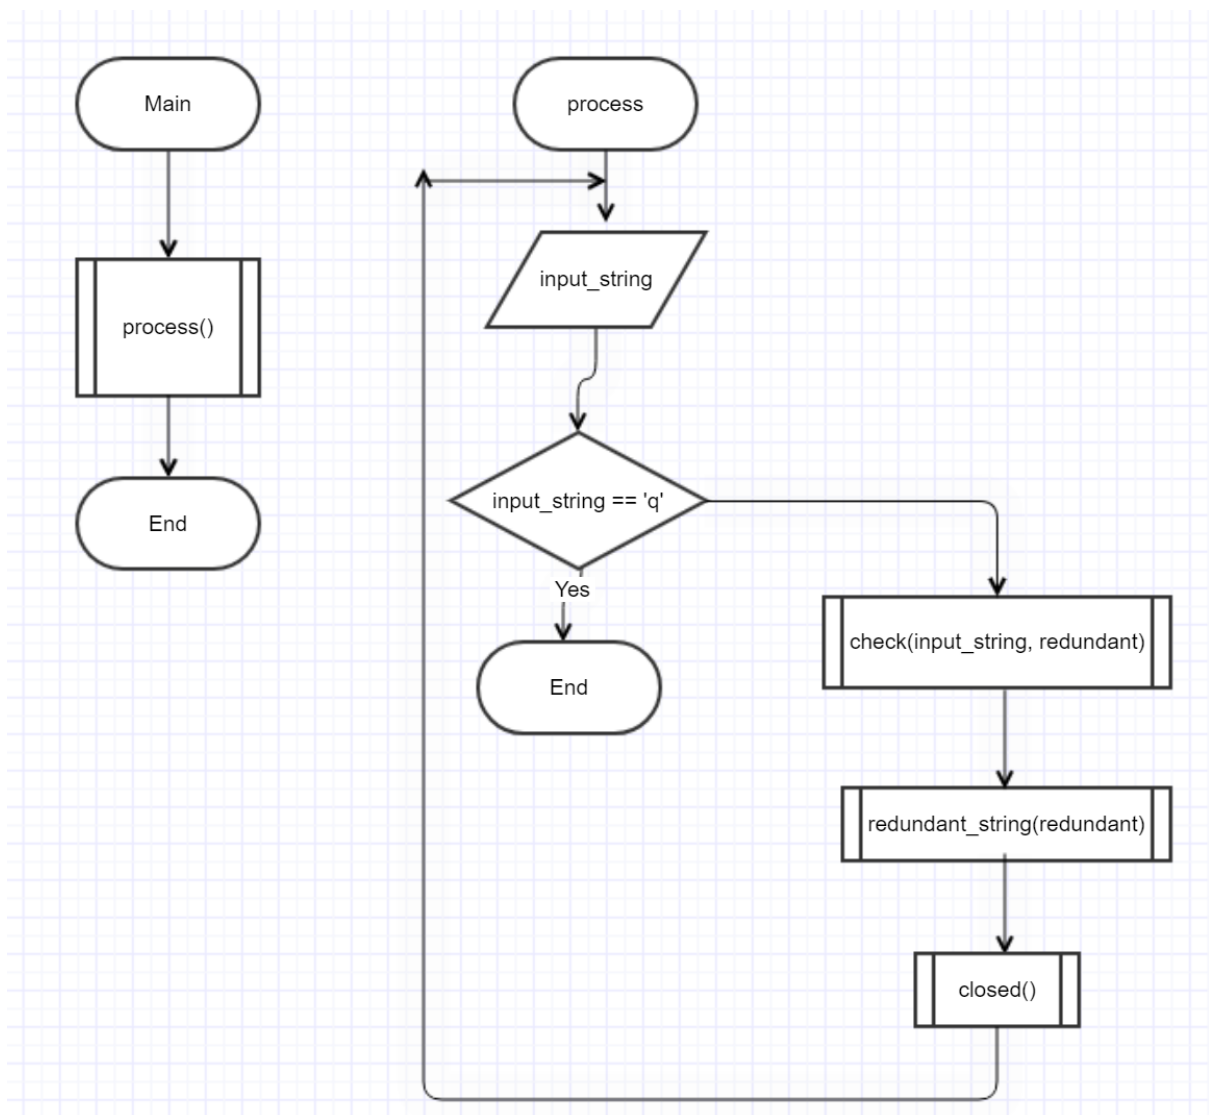 Main
process()
End
process
input_string
input_string == 'q'
Yes
End
check(input_string, redundant)
redundant_string(redundant)
closed()